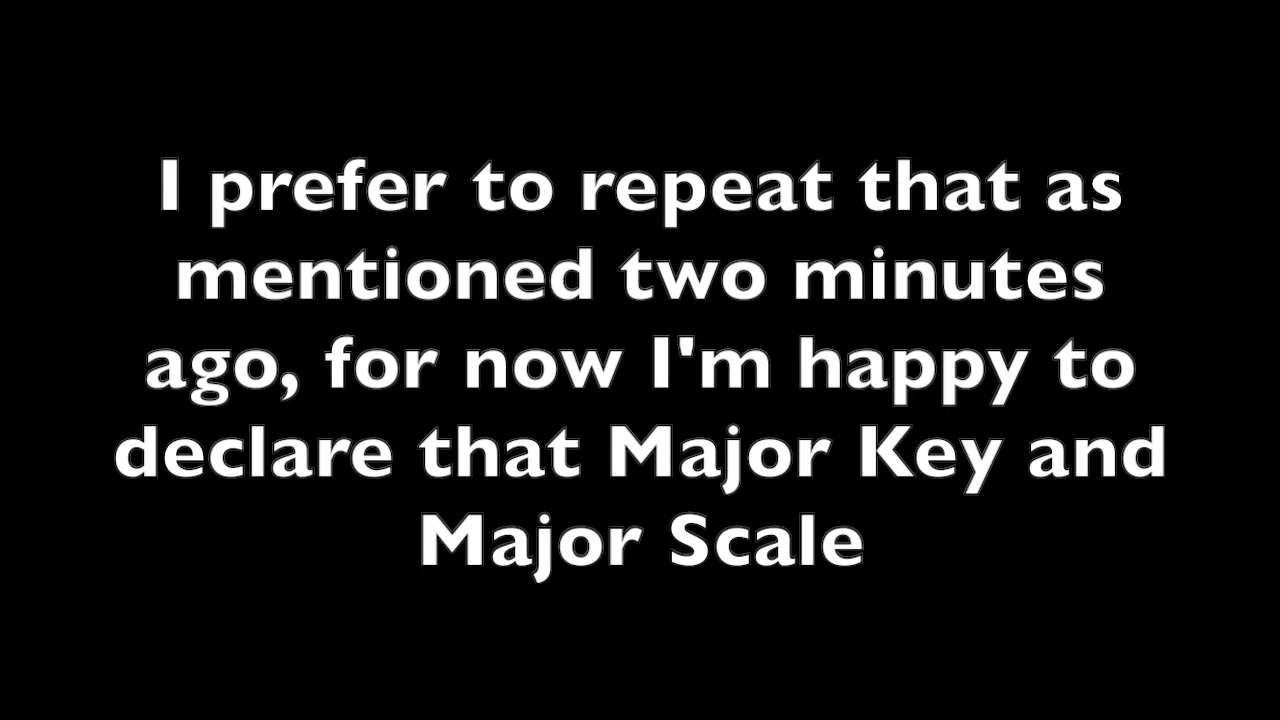 I prefer to repeat that as
mentioned two minutes
ago, for now I'm happy to
declare that Major Key and
Major Scale